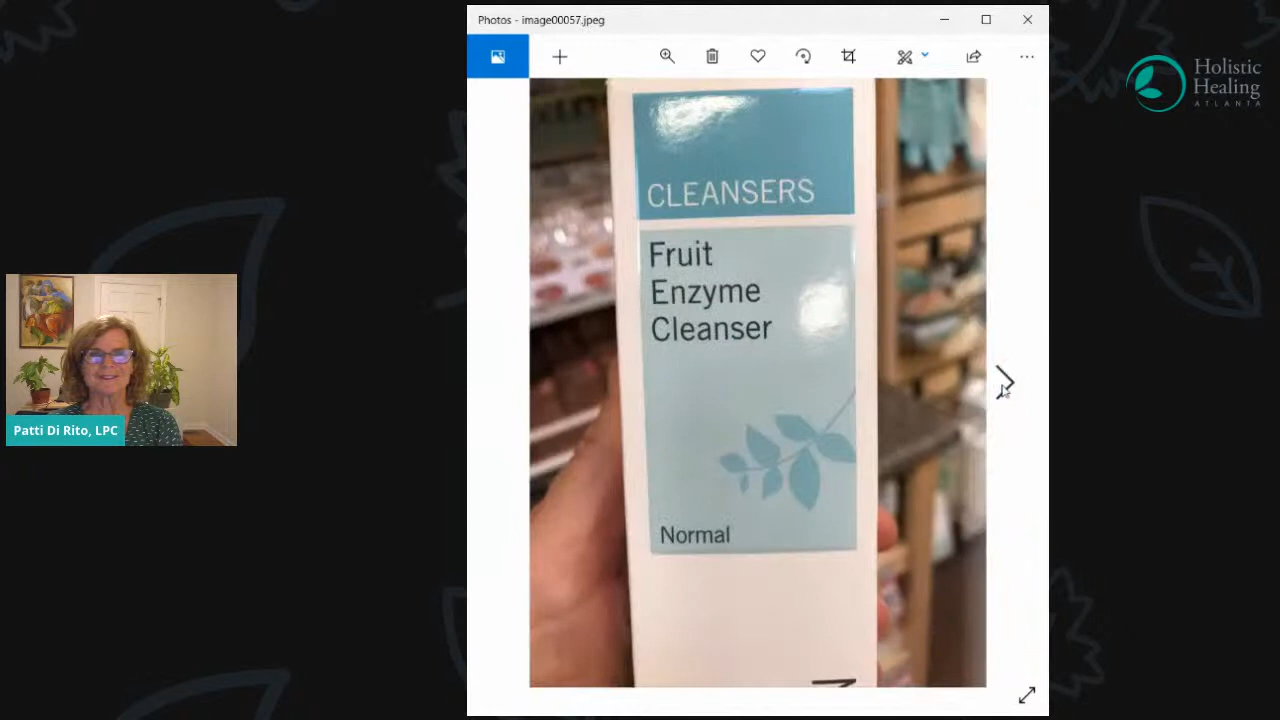 Photos - image00057.jpeg
Holistic
Healing
ATLANTA
CLEANSERS
Fruit
Enzyme
Cleanser
Normal
Patti Di Rito, LPC